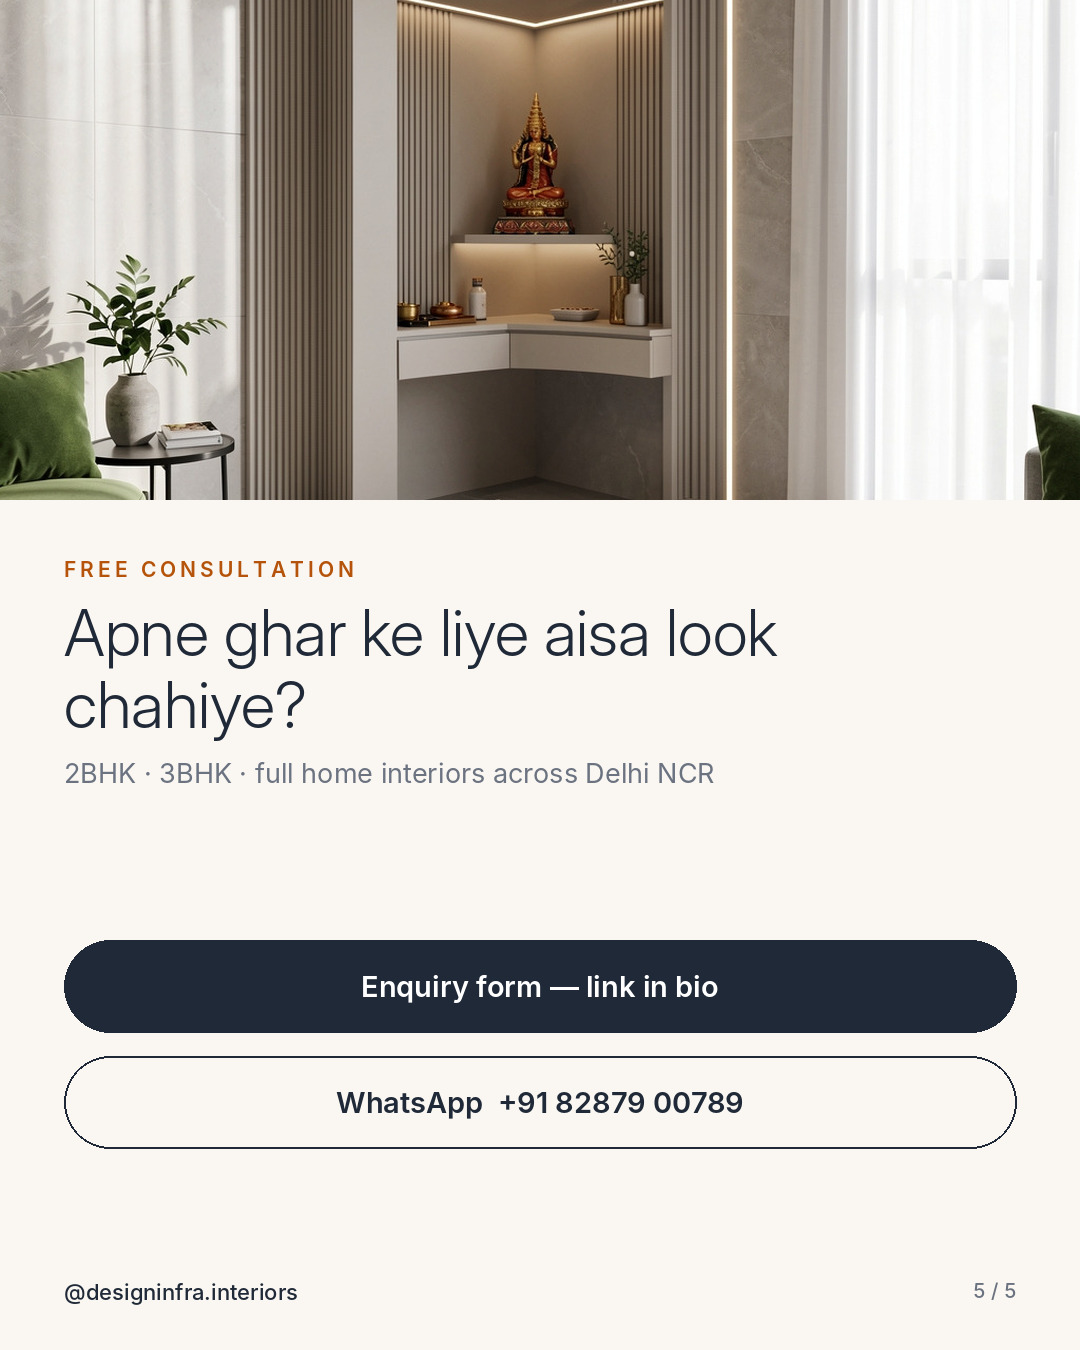 FREE CONSULTATION
Apne ghar ke liye aisa look
chahiye?
2BHK · 3BHK · full home interiors across Delhi NCR
Enquiry form — link in bio
WhatsApp +91 82879 00789
@designinfra.interiors
5 / 5